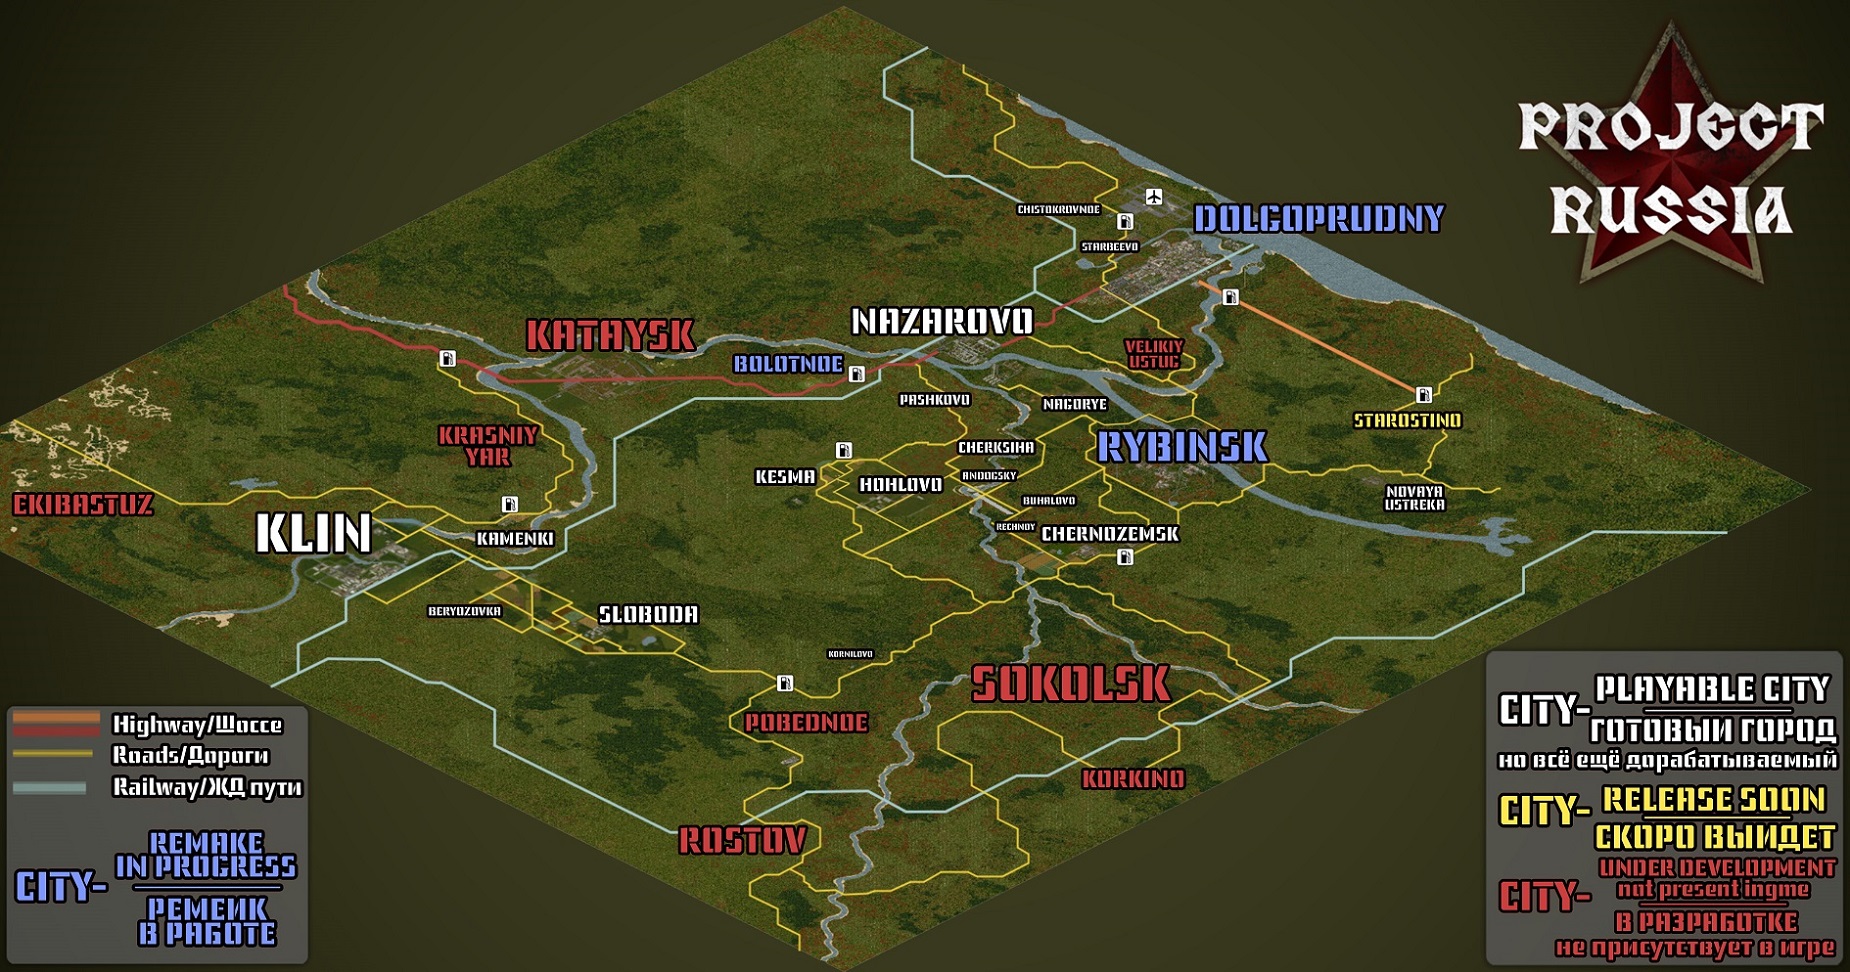 PROJECT
RUSSIA
CHISTOKROVNOE
DOLGOPRUDNY
STARBEEVO
NAZAROVO
KATAYSK
BOLOTNOE
VELIKIY
USTUG
PASHKOVO
NAGORYE
STAROSTINO
KRASNIY
YAR
CHERKSIHA
RYBINSK
KESMA
HOHLOVO
ANDOGSKY
EKIBASTUZ
BUHALOVO
NOVAYA
USTREKA
KLIN
KAMENKI
RECHNOY
CHERNOZEMSK
BERYOZOVKA
SLOBODA
KORNILOVO
SOKOLSK
POBEDNOE
KORKINO
ROSTOV
Highway/Шоссе
Roads/Дороги
Railway/ЖД пути
CITY-
REMAKE
IN PROGRESS
РЕМЕИК
В РАБОТЕ
CITY-
PLAYABLE CITY
ГОТОВЫЙ ГОРОД
но всё ещё дорабатываемый
CITY-
RELEASE SOON
СКОРО ВЫЙДЕТ
CITY-
UNDER DEVELOPMENT
not present ingme
В РАЗРАБОТКЕ
не присутствует в игре